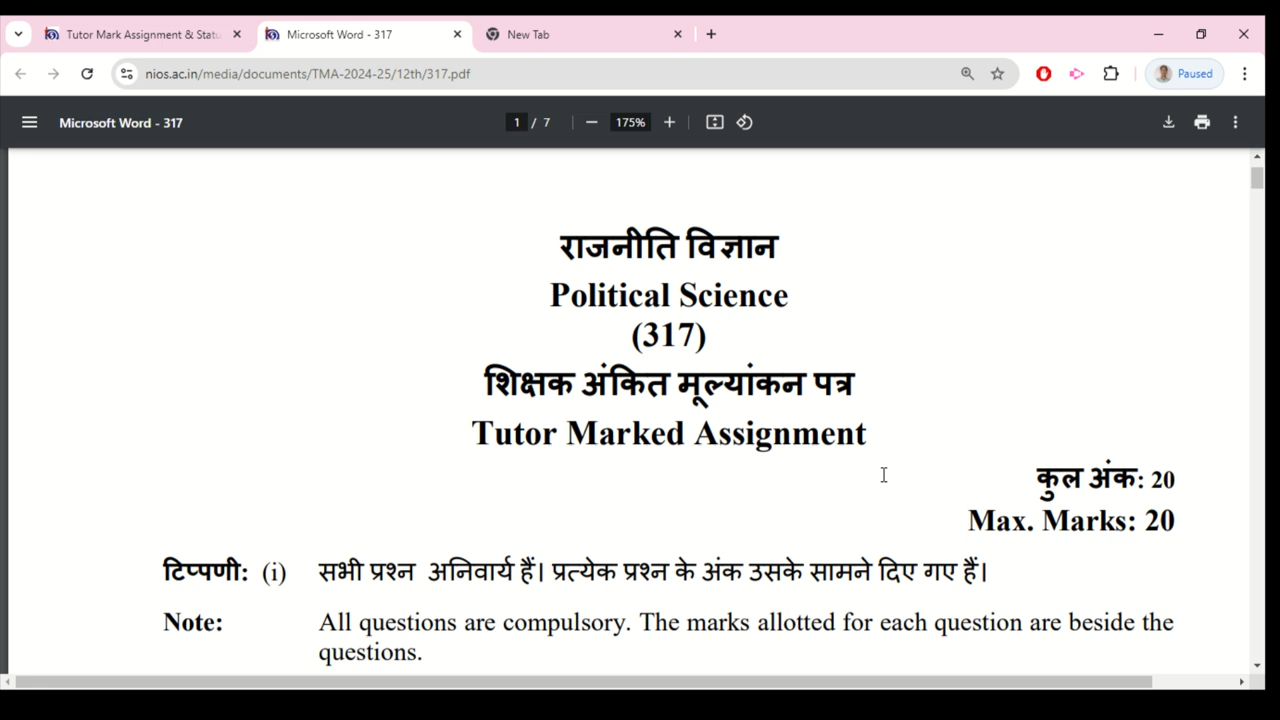 Tutor Mark Assignment & Statu
Microsoft Word - 317
New Tab
nios.ac.in/media/documents/TMA-2024-25/12th/317.pdf
Paused
Microsoft Word - 317
1 / 7
175%
राजनीति विज्ञान
Political Science
(317)
शिक्षक अंकित मूल्यांकन पत्र
Tutor Marked Assignment
कुल अंक: 20
Max. Marks: 20
टिप्पणी: (i) सभी प्रश्न अनिवार्य हैं। प्रत्येक प्रश्न के अंक उसके सामने दिए गए हैं।
Note: All questions are compulsory. The marks allotted for each question are beside the
questions.